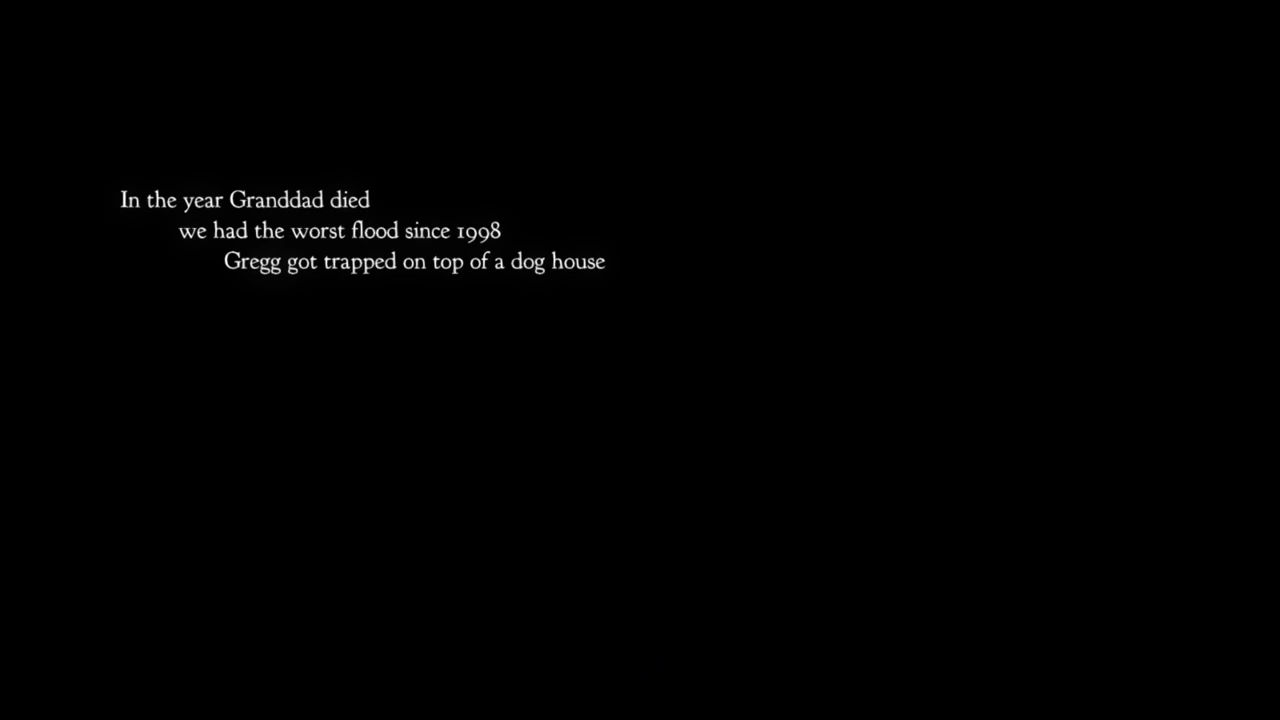 In the year Granddad died
we had the worst flood since 1998
Gregg got trapped on top of a dog house